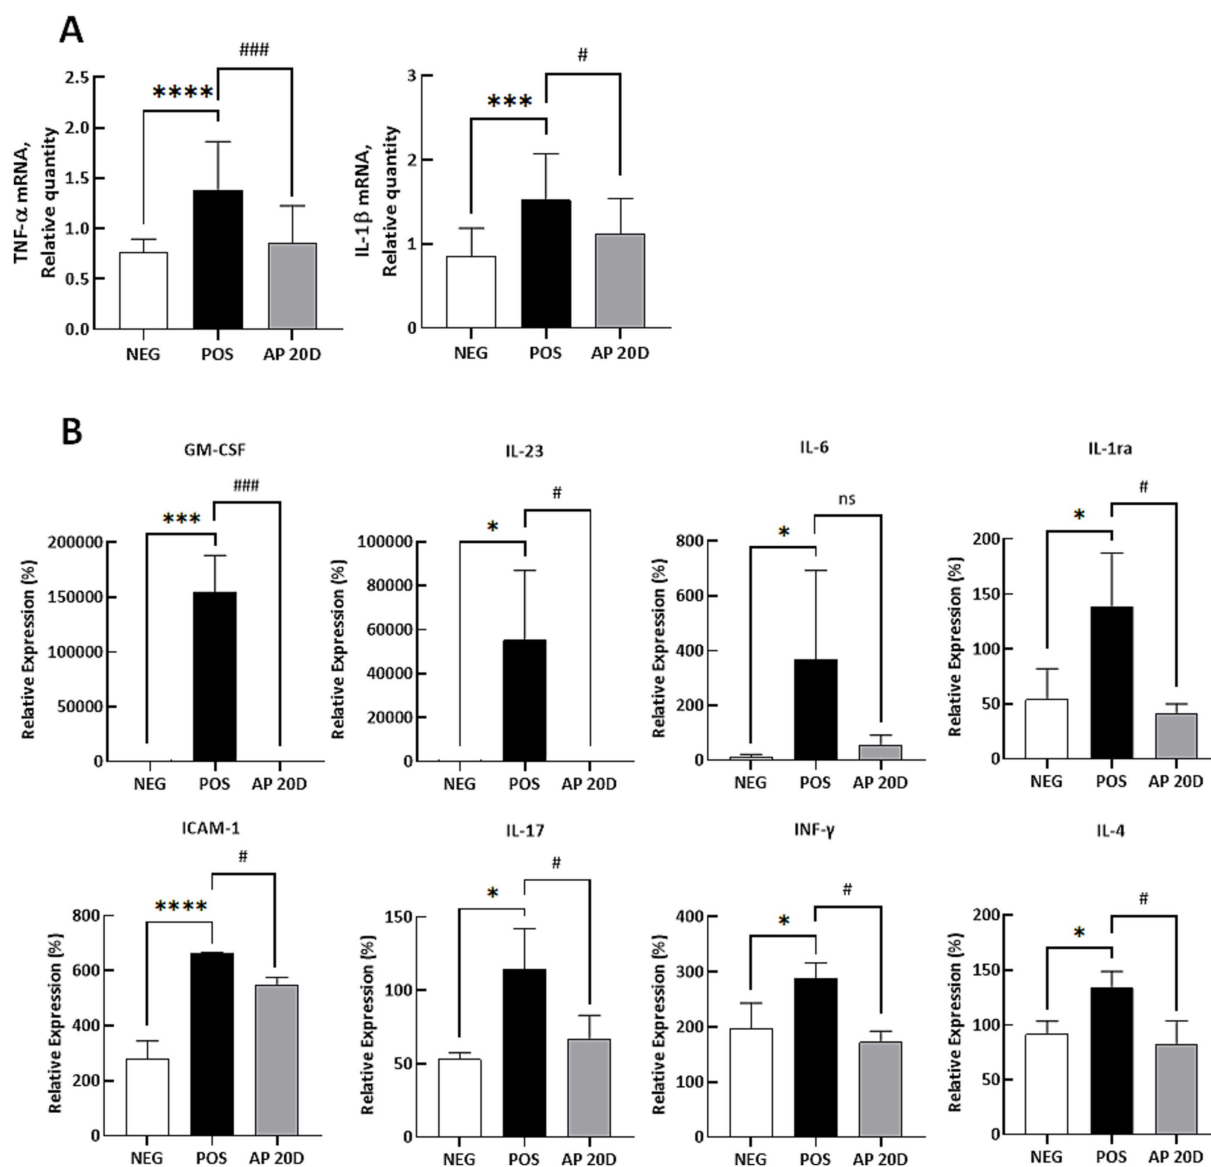 A
###
#
****
***
TNF-α mRNA,
Relative quantity
2.5
2.0
1.5
1.0
0.5
0.0
NEG
POS
AP 20D
IL-1β mRNA,
Relative quantity
3
2
1
0
NEG
POS
AP 20D
B
GM-CSF
###
***
Relative Expression (%)
200000
150000
100000
50000
0
NEG
POS
AP 20D
IL-23
#
*
Relative Expression (%)
100000
80000
60000
40000
20000
0
NEG
POS
AP 20D
IL-6
ns
*
Relative Expression (%)
800
600
400
200
0
NEG
POS
AP 20D
IL-1ra
#
*
Relative Expression (%)
200
150
100
50
0
NEG
POS
AP 20D
ICAM-1
#
****
Relative Expression (%)
800
600
400
200
0
NEG
POS
AP 20D
IL-17
#
*
Relative Expression (%)
150
100
50
0
NEG
POS
AP 20D
INF-γ
#
*
Relative Expression (%)
400
300
200
100
0
NEG
POS
AP 20D
IL-4
#
*
Relative Expression (%)
200
150
100
50
0
NEG
POS
AP 20D